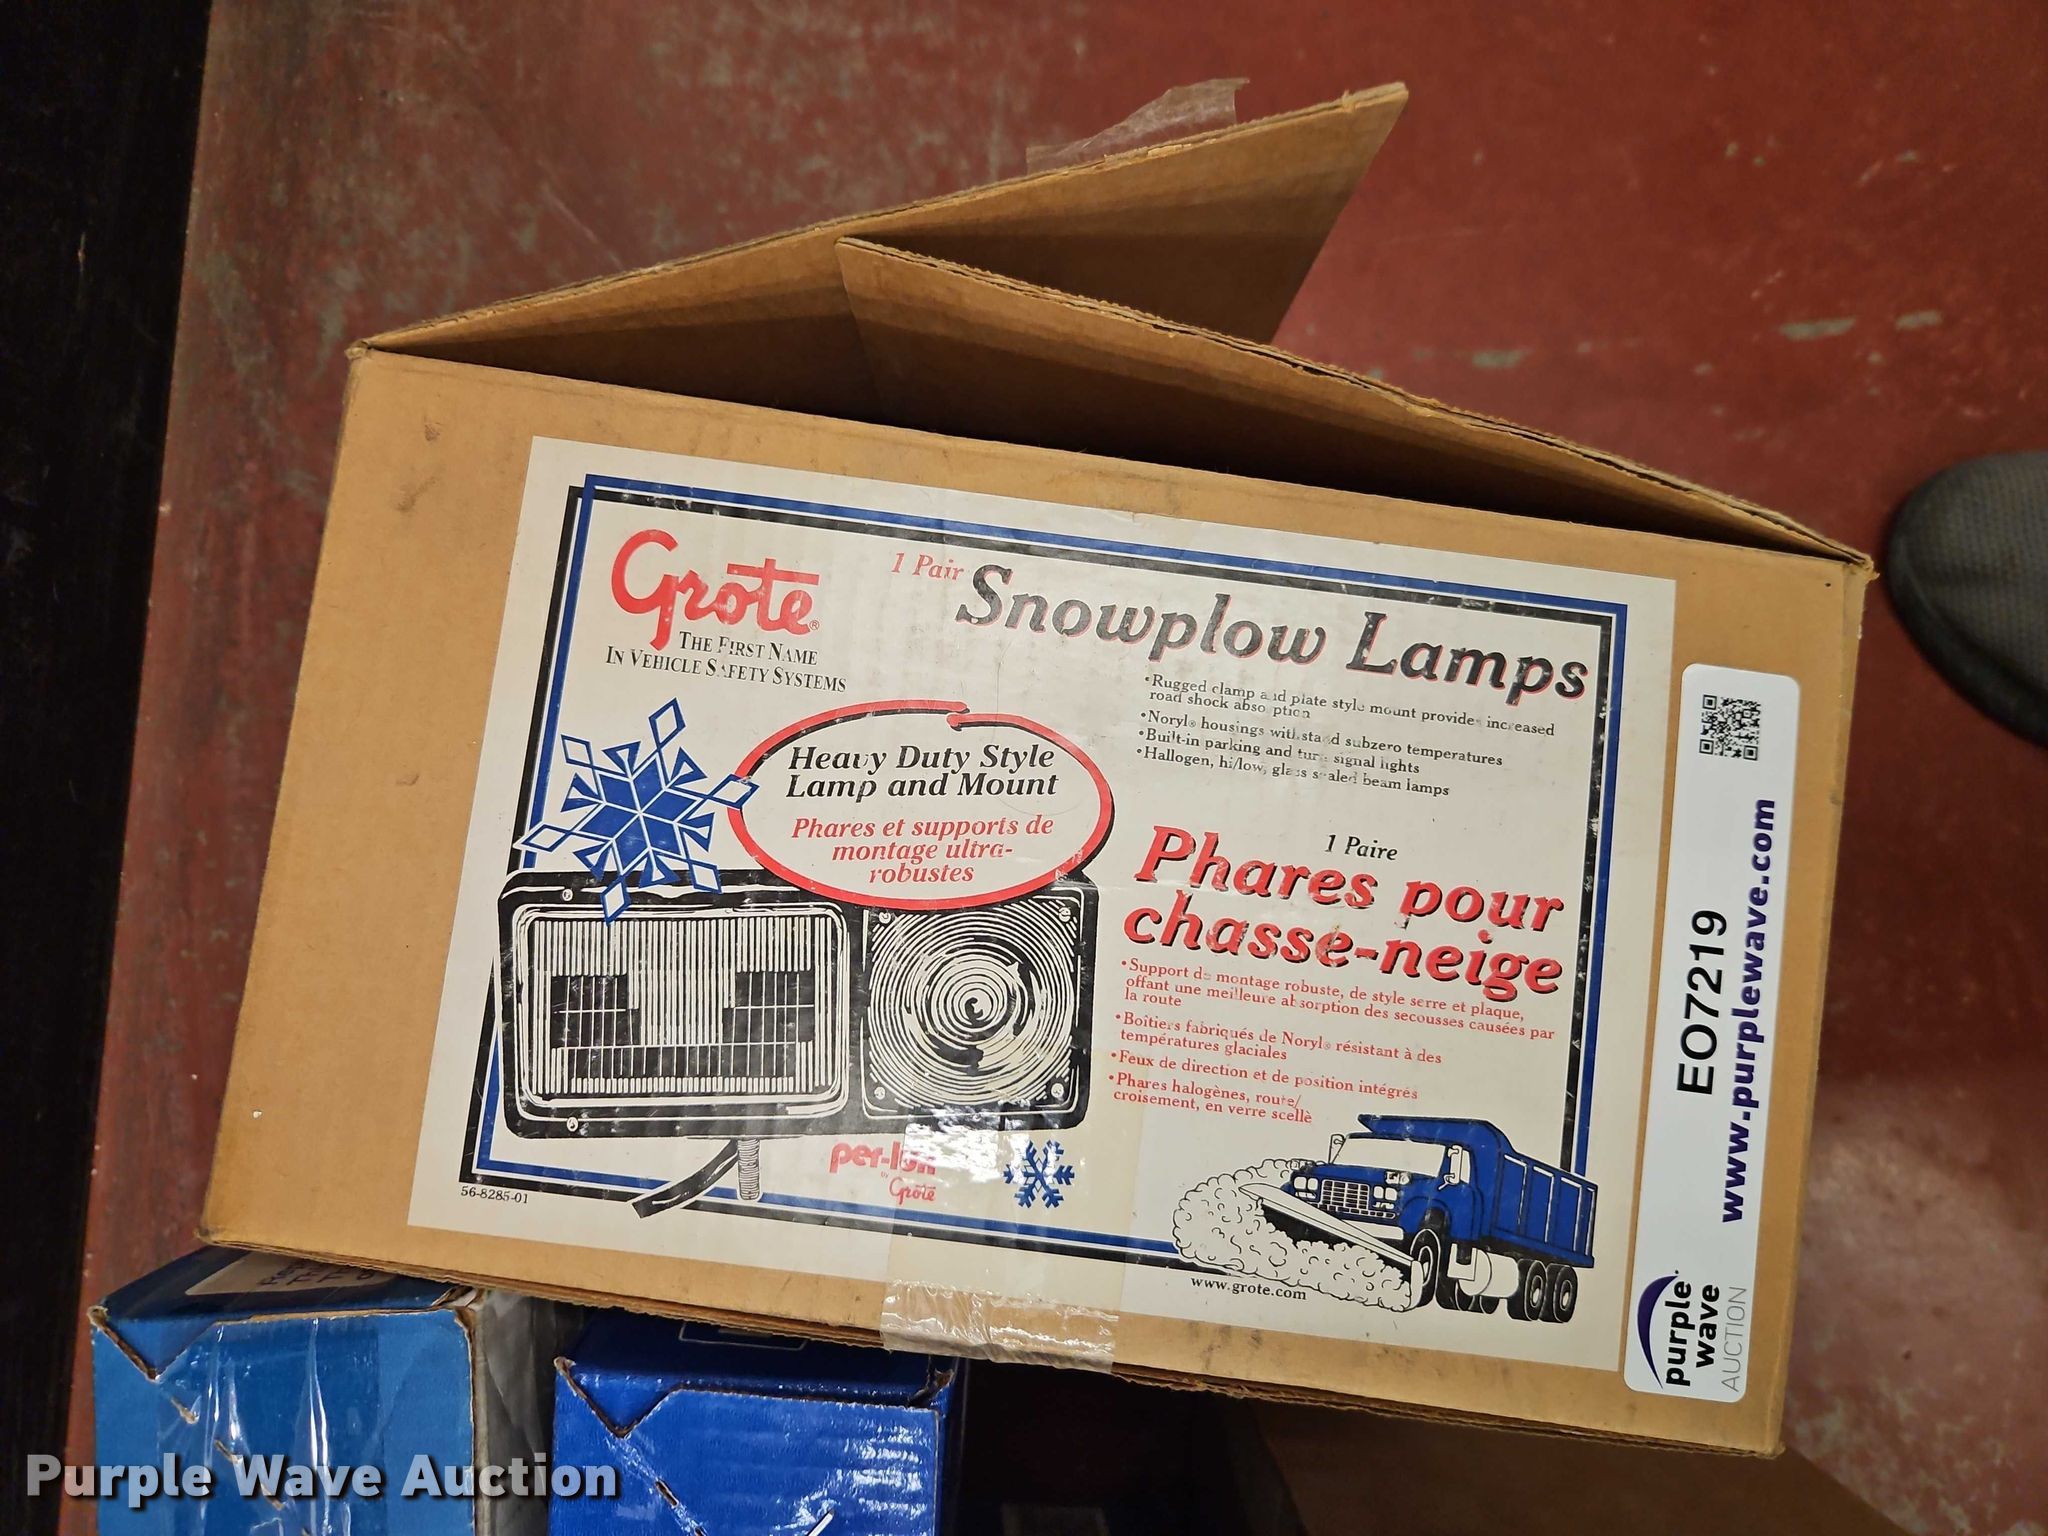 Grote®
THE FIRST NAME
IN VEHICLE SAFETY SYSTEMS
1 Pair
Snowplow Lamps
•Rugged clamp and plate style mount provides increased
road shock absorption
•Noryl® housings withstand subzero temperatures
•Built-in parking and turn signal lights
•Hallogen, hi/low, glass sealed beam lamps
Heavy Duty Style
Lamp and Mount
Phares et supports de
montage ultra-
robustes
1 Paire
Phares pour
chasse-neige
•Support de montage robuste, de style serre et plaque,
offant une meilleure absorption des secousses causées par
la route
•Boîtiers fabriqués de Noryl® résistant à des
températures glaciales
•Feux de direction et de position intégrés
•Phares halogènes, route/
croisement, en verre scellè
per-lux
by
Grote
56-8285-01
www.grote.com
EO7219
www.purplewave.com
purple
wave
AUCTION
Purple Wave Auction